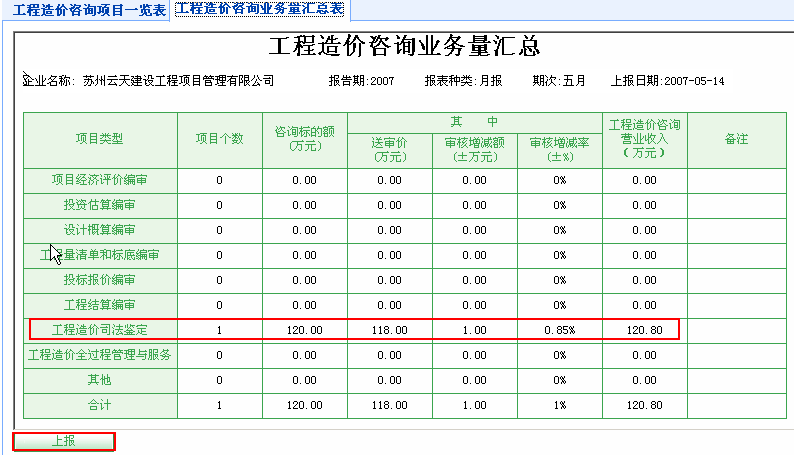 工程造价咨询项目一览表 工程造价咨询业务量汇总表
工程造价咨询业务量汇总
企业名称: 苏州云天建设工程项目管理有限公司 报告期:2007 报表种类:月报 期次:五月 上报日期:2007-05-14
项目类型 项目个数 咨询标的额 (万元) 其 中 工程造价咨询 营业收入 (万元) 备注
送审价 (万元) 审核增减额 (±万元) 审核增减率 (±%)
项目经济评价编审 0 0.00 0.00 0.00 0% 0.00
投资估算编审 0 0.00 0.00 0.00 0% 0.00
设计概算编审 0 0.00 0.00 0.00 0% 0.00
工程量清单和标底编审 0 0.00 0.00 0.00 0% 0.00
投标报价编审 0 0.00 0.00 0.00 0% 0.00
工程结算编审 0 0.00 0.00 0.00 0% 0.00
工程造价司法鉴定 1 120.00 118.00 1.00 0.85% 120.80
工程造价全过程管理与服务 0 0.00 0.00 0.00 0% 0.00
其他 0 0.00 0.00 0.00 0% 0.00
合计 1 120.00 118.00 1.00 1% 120.80
上报